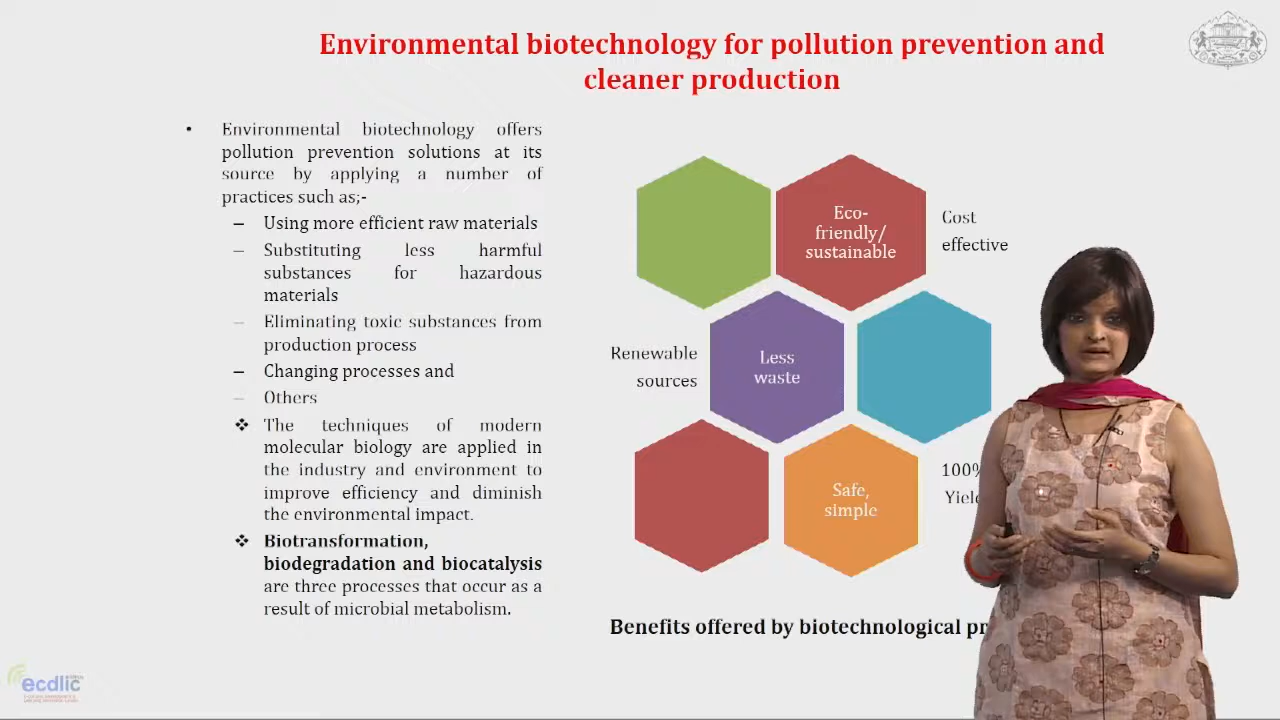 Environmental biotechnology for pollution prevention and
cleaner production
• Environmental biotechnology offers
pollution prevention solutions at its
source by applying a number of
practices such as;-
– Using more efficient raw materials
– Substituting less harmful
substances for hazardous
materials
– Eliminating toxic substances from
production process
– Changing processes and
– Others
❖ The techniques of modern
molecular biology are applied in
the industry and environment to
improve efficiency and diminish
the environmental impact.
❖ Biotransformation,
biodegradation and biocatalysis
are three processes that occur as a
result of microbial metabolism.
Eco-
friendly/
sustainable
Cost
effective
Renewable
sources
Less
waste
Safe,
simple
100%
Benefits offered by biotechnological
ecdlic